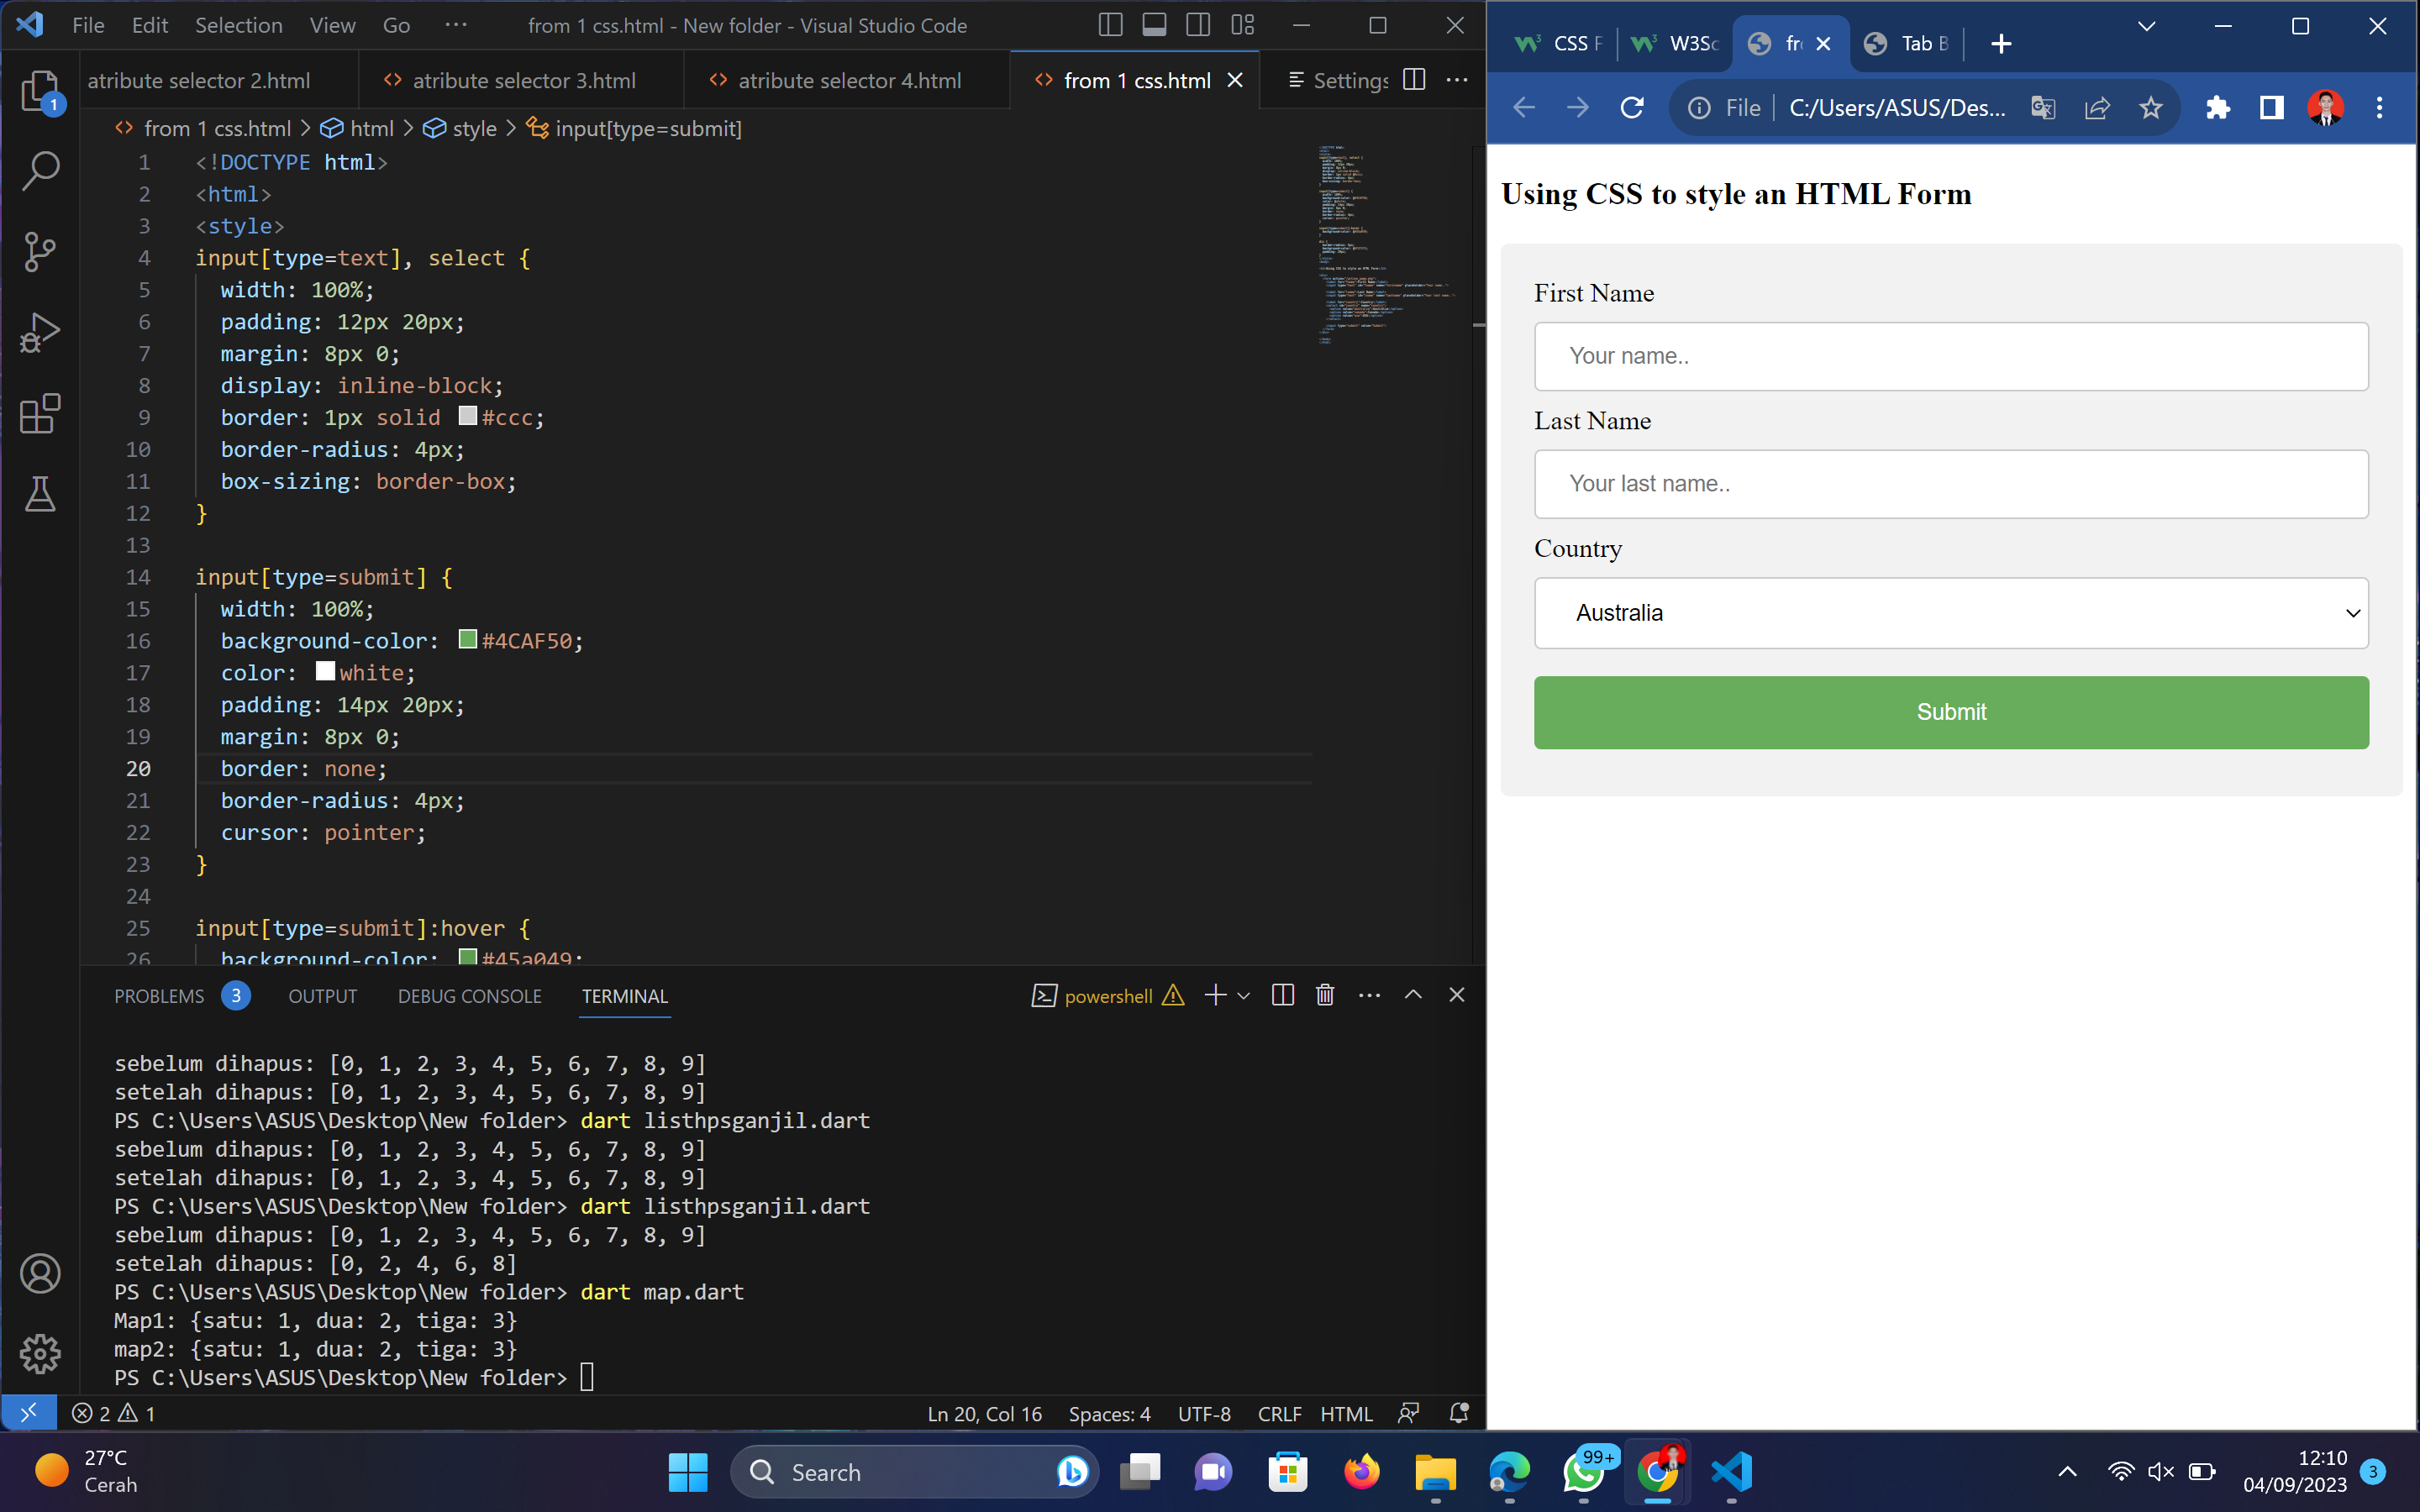 File Edit Selection View Go ··· from 1 css.html - New folder - Visual Studio Code
atribute selector 2.html atribute selector 3.html atribute selector 4.html from 1 css.html Settings
from 1 css.html > html > style > input[type=submit]
1 <!DOCTYPE html>
2 <html>
3 <style>
4 input[type=text], select {
5 width: 100%;
6 padding: 12px 20px;
7 margin: 8px 0;
8 display: inline-block;
9 border: 1px solid #ccc;
10 border-radius: 4px;
11 box-sizing: border-box;
12 }
13
14 input[type=submit] {
15 width: 100%;
16 background-color: #4CAF50;
17 color: white;
18 padding: 14px 20px;
19 margin: 8px 0;
20 border: none;
21 border-radius: 4px;
22 cursor: pointer;
23 }
24
25 input[type=submit]:hover {
26 background-color: #45a049;
PROBLEMS 3 OUTPUT DEBUG CONSOLE TERMINAL powershell
sebelum dihapus: [0, 1, 2, 3, 4, 5, 6, 7, 8, 9]
setelah dihapus: [0, 1, 2, 3, 4, 5, 6, 7, 8, 9]
PS C:\Users\ASUS\Desktop\New folder> dart listhpsganjil.dart
sebelum dihapus: [0, 1, 2, 3, 4, 5, 6, 7, 8, 9]
setelah dihapus: [0, 1, 2, 3, 4, 5, 6, 7, 8, 9]
PS C:\Users\ASUS\Desktop\New folder> dart listhpsganjil.dart
sebelum dihapus: [0, 1, 2, 3, 4, 5, 6, 7, 8, 9]
setelah dihapus: [0, 2, 4, 6, 8]
PS C:\Users\ASUS\Desktop\New folder> dart map.dart
Map1: {satu: 1, dua: 2, tiga: 3}
map2: {satu: 1, dua: 2, tiga: 3}
PS C:\Users\ASUS\Desktop\New folder>
1
2 1 Ln 20, Col 16 Spaces: 4 UTF-8 CRLF HTML
CSS F W3Sc fr Tab B
File C:/Users/ASUS/Des...
Using CSS to style an HTML Form
First Name
Your name..
Last Name
Your last name..
Country
Australia
Submit
27°C
Cerah
Search
99+
12:10
04/09/2023
3